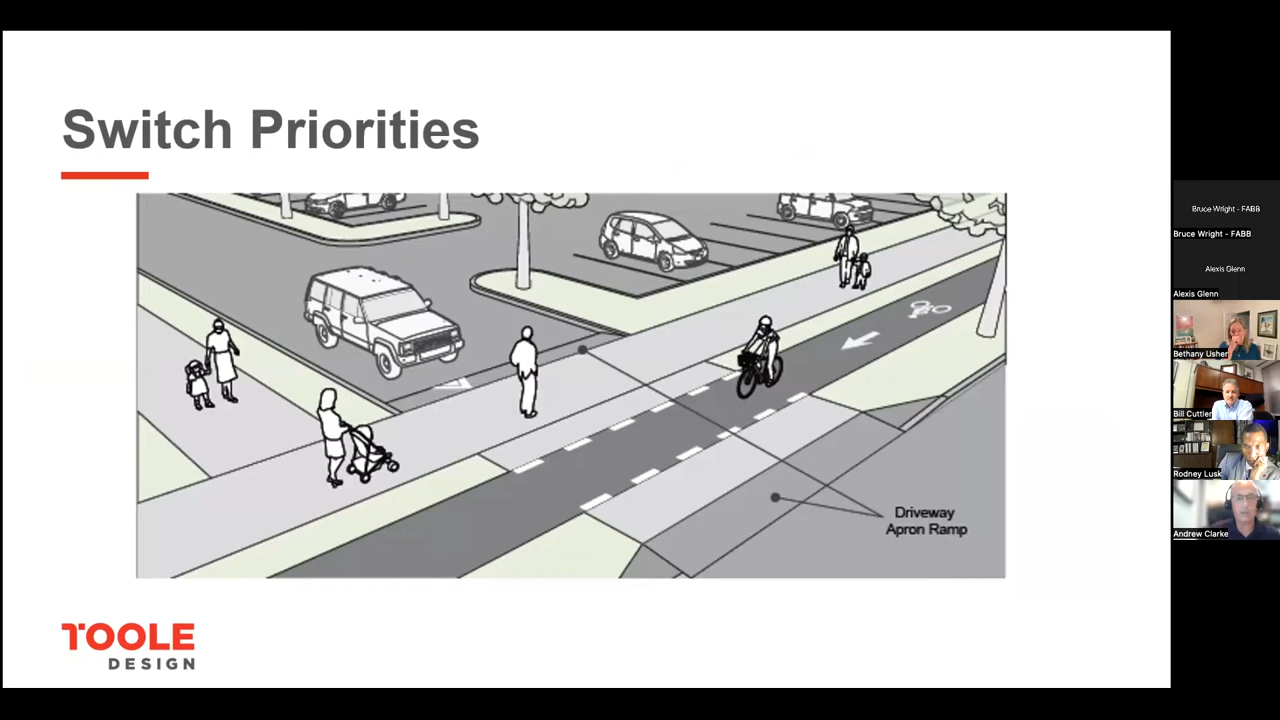 Switch Priorities
Driveway
Apron Ramp
TOOLE
DESIGN
Bruce Wright - FABB
Bruce Wright - FABB
Alexis Glenn
Alexis Glenn
Bethany Usher
Bill Cuttler
Rodney Lusk
Andrew Clarke